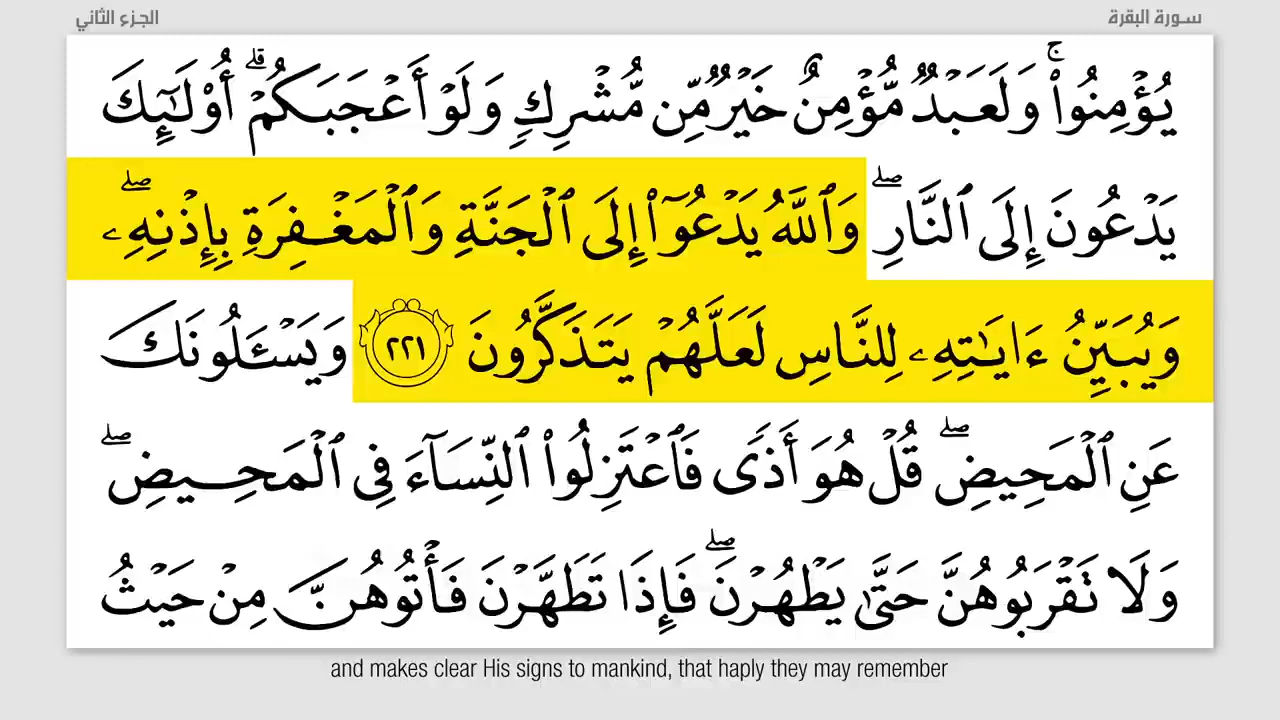 سورة البقرة
الجزء الثاني
يُؤْمِنُوا۟ ۚ وَلَعَبْدٌ مُّؤْمِنٌ خَيْرٌ مِّن مُّشْرِكٍ وَلَوْ أَعْجَبَكُمْ ۗ أُو۟لَـٰٓئِكَ
يَدْعُونَ إِلَى ٱلنَّارِ ۖ وَٱللَّهُ يَدْعُوٓا۟ إِلَى ٱلْجَنَّةِ وَٱلْمَغْفِرَةِ بِإِذْنِهِۦ ۖ
وَيُبَيِّنُ ءَايَـٰتِهِۦ لِلنَّاسِ لَعَلَّهُمْ يَتَذَكَّرُونَ ٢٢١ وَيَسْـَٔلُونَكَ
عَنِ ٱلْمَحِيضِ ۖ قُلْ هُوَ أَذًى فَٱعْتَزِلُوا۟ ٱلنِّسَآءَ فِى ٱلْمَحِيضِ ۖ
وَلَا تَقْرَبُوهُنَّ حَتَّىٰ يَطْهُرْنَ ۖ فَإِذَا تَطَهَّرْنَ فَأْتُوهُنَّ مِنْ حَيْثُ
and makes clear His signs to mankind, that haply they may remember